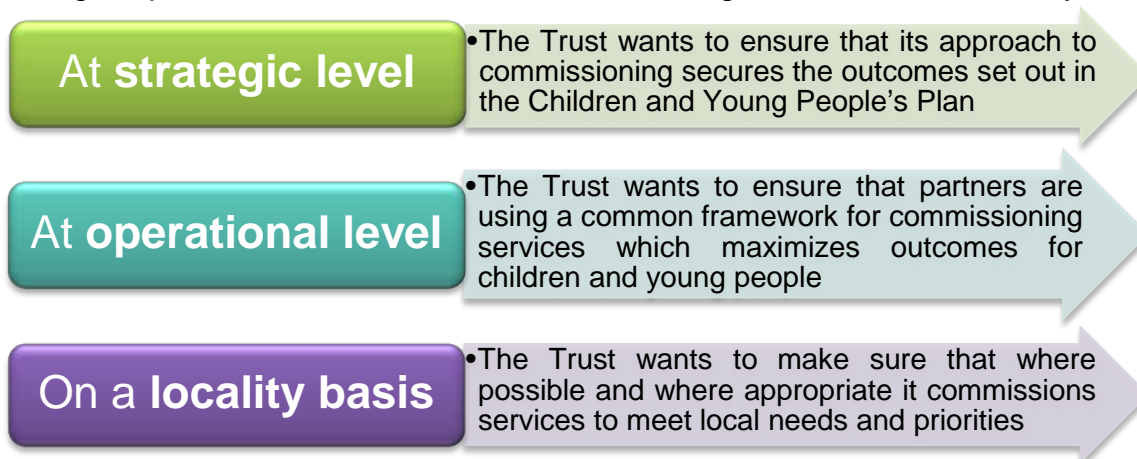 At strategic level
•The Trust wants to ensure that its approach to
commissioning secures the outcomes set out in
the Children and Young People's Plan
At operational level
•The Trust wants to ensure that partners are
using a common framework for commissioning
services which maximizes outcomes for
children and young people
On a locality basis
•The Trust wants to make sure that where
possible and where appropriate it commissions
services to meet local needs and priorities